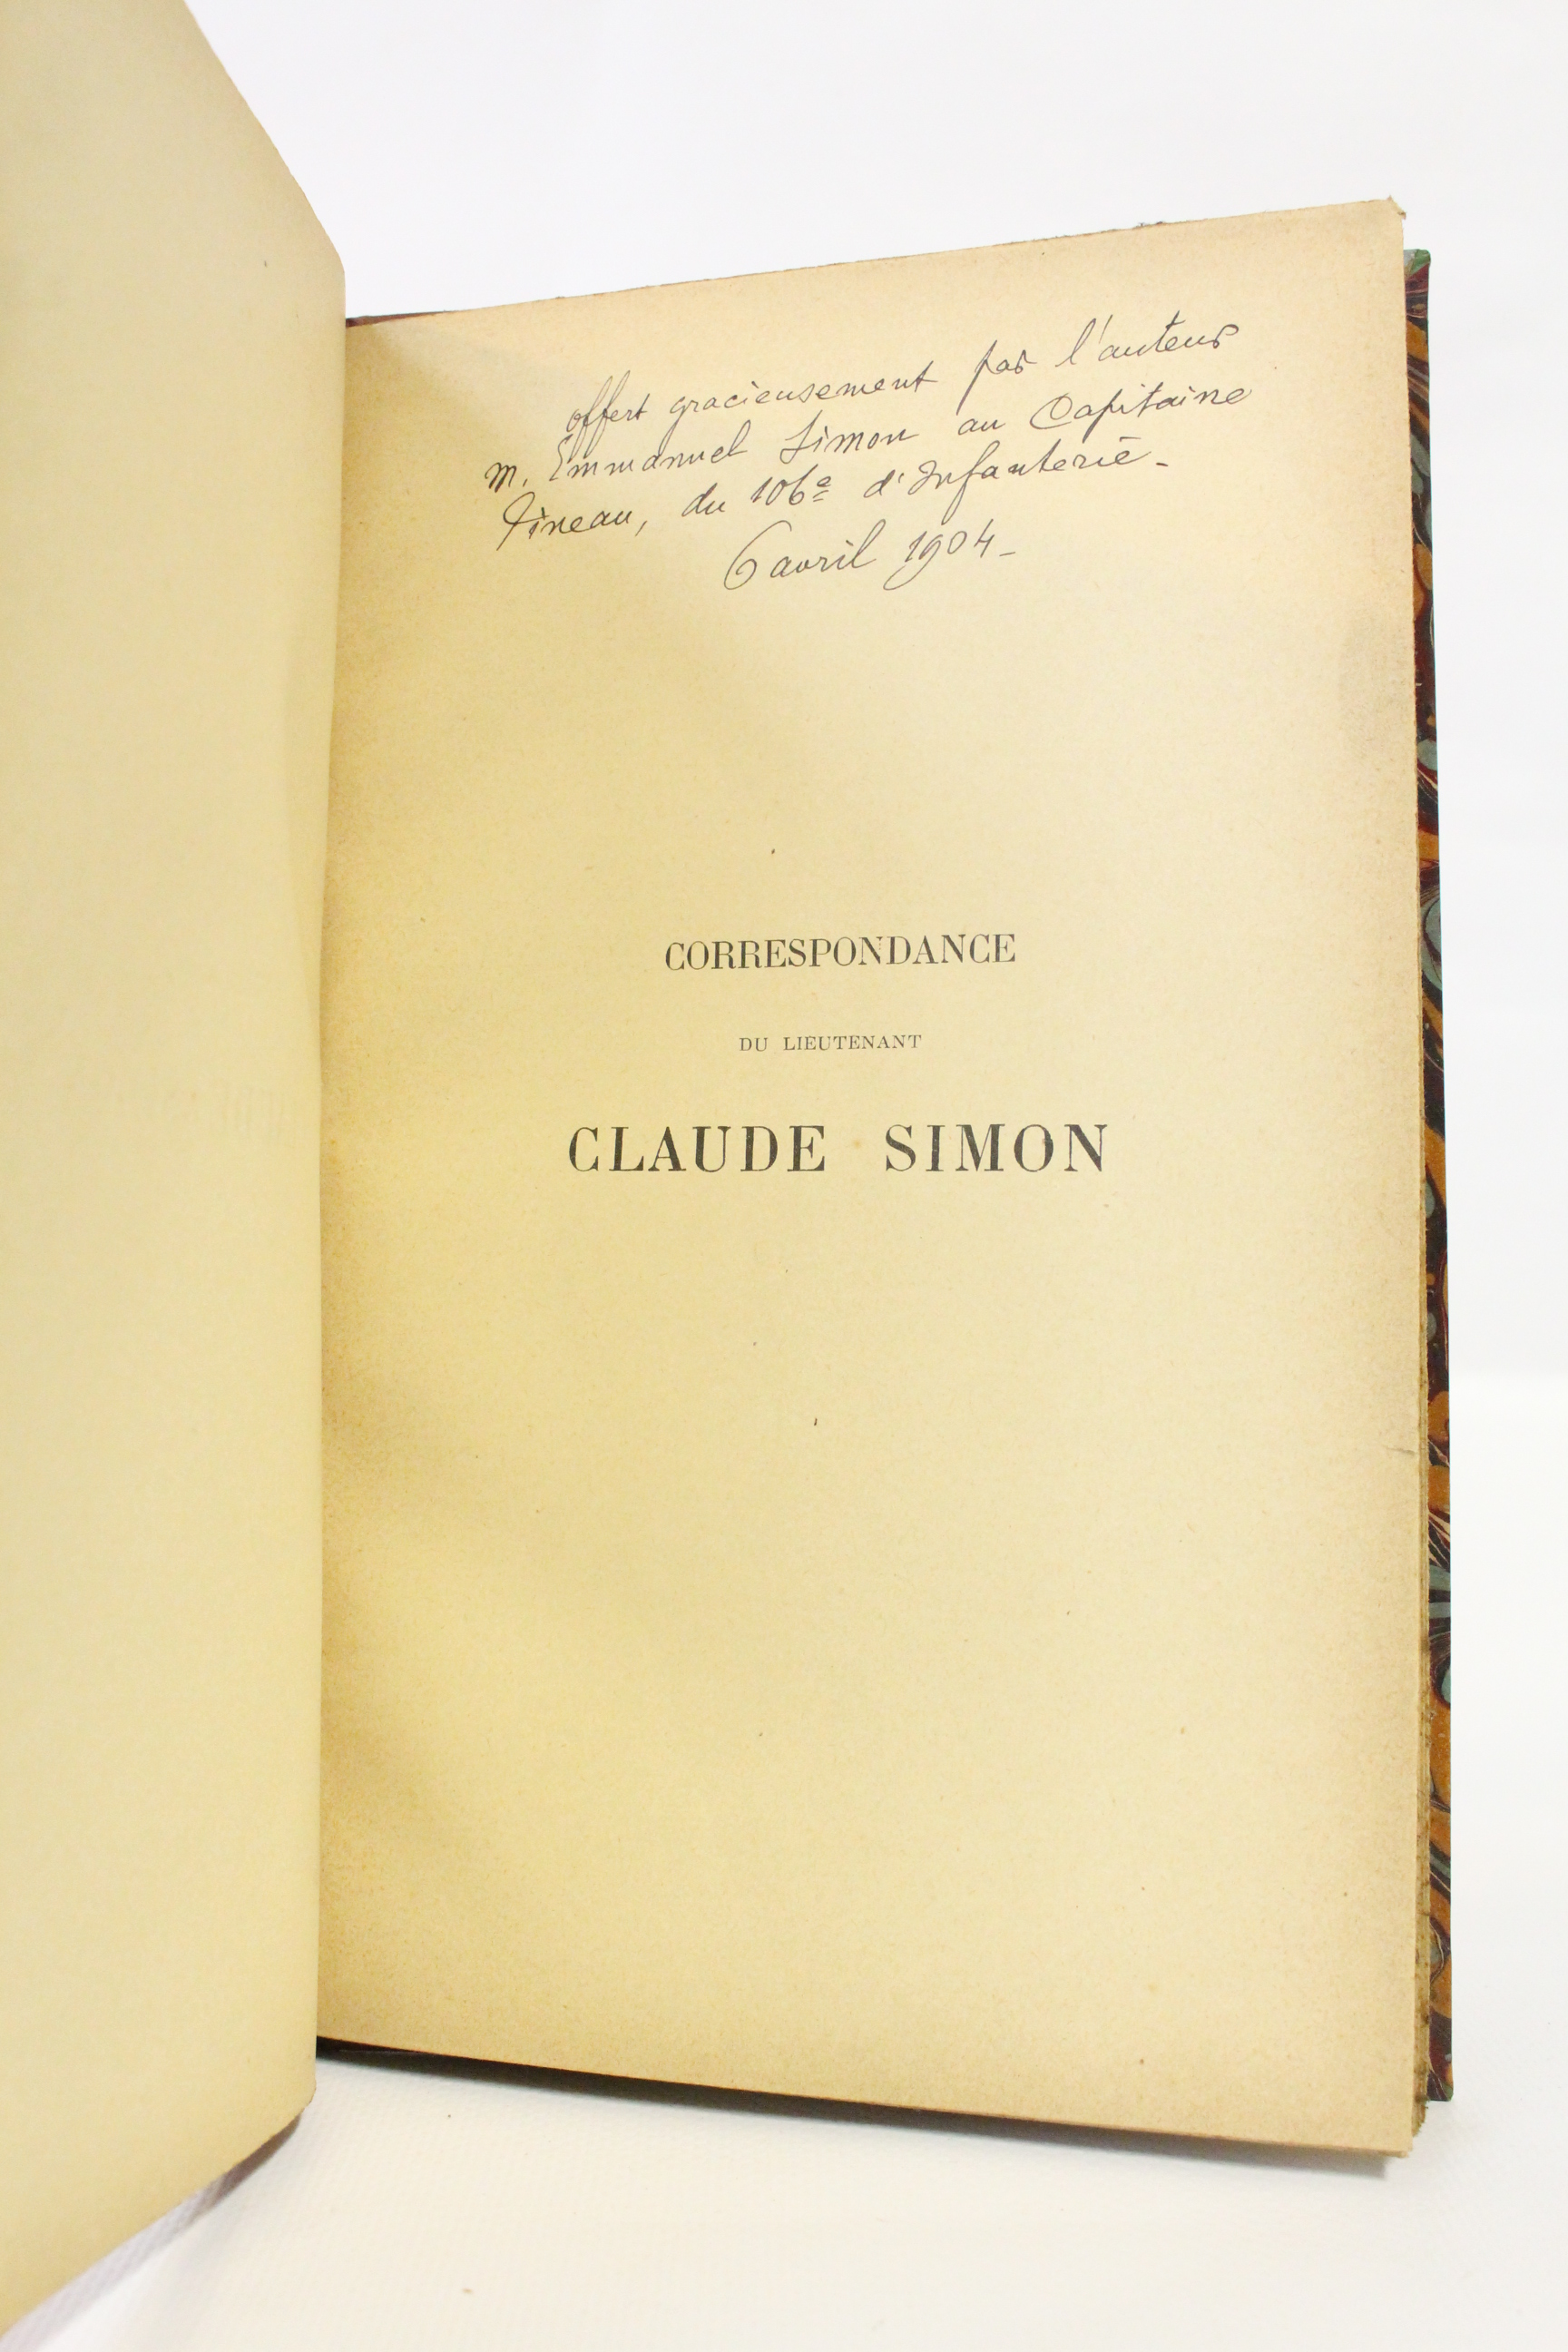 offert gracieusement par l'auteur
M. Emmanuel Simon au Capitaine
Pineau, du 106e d'Infanterie -
6 avril 1904 -
CORRESPONDANCE
DU LIEUTENANT
CLAUDE SIMON